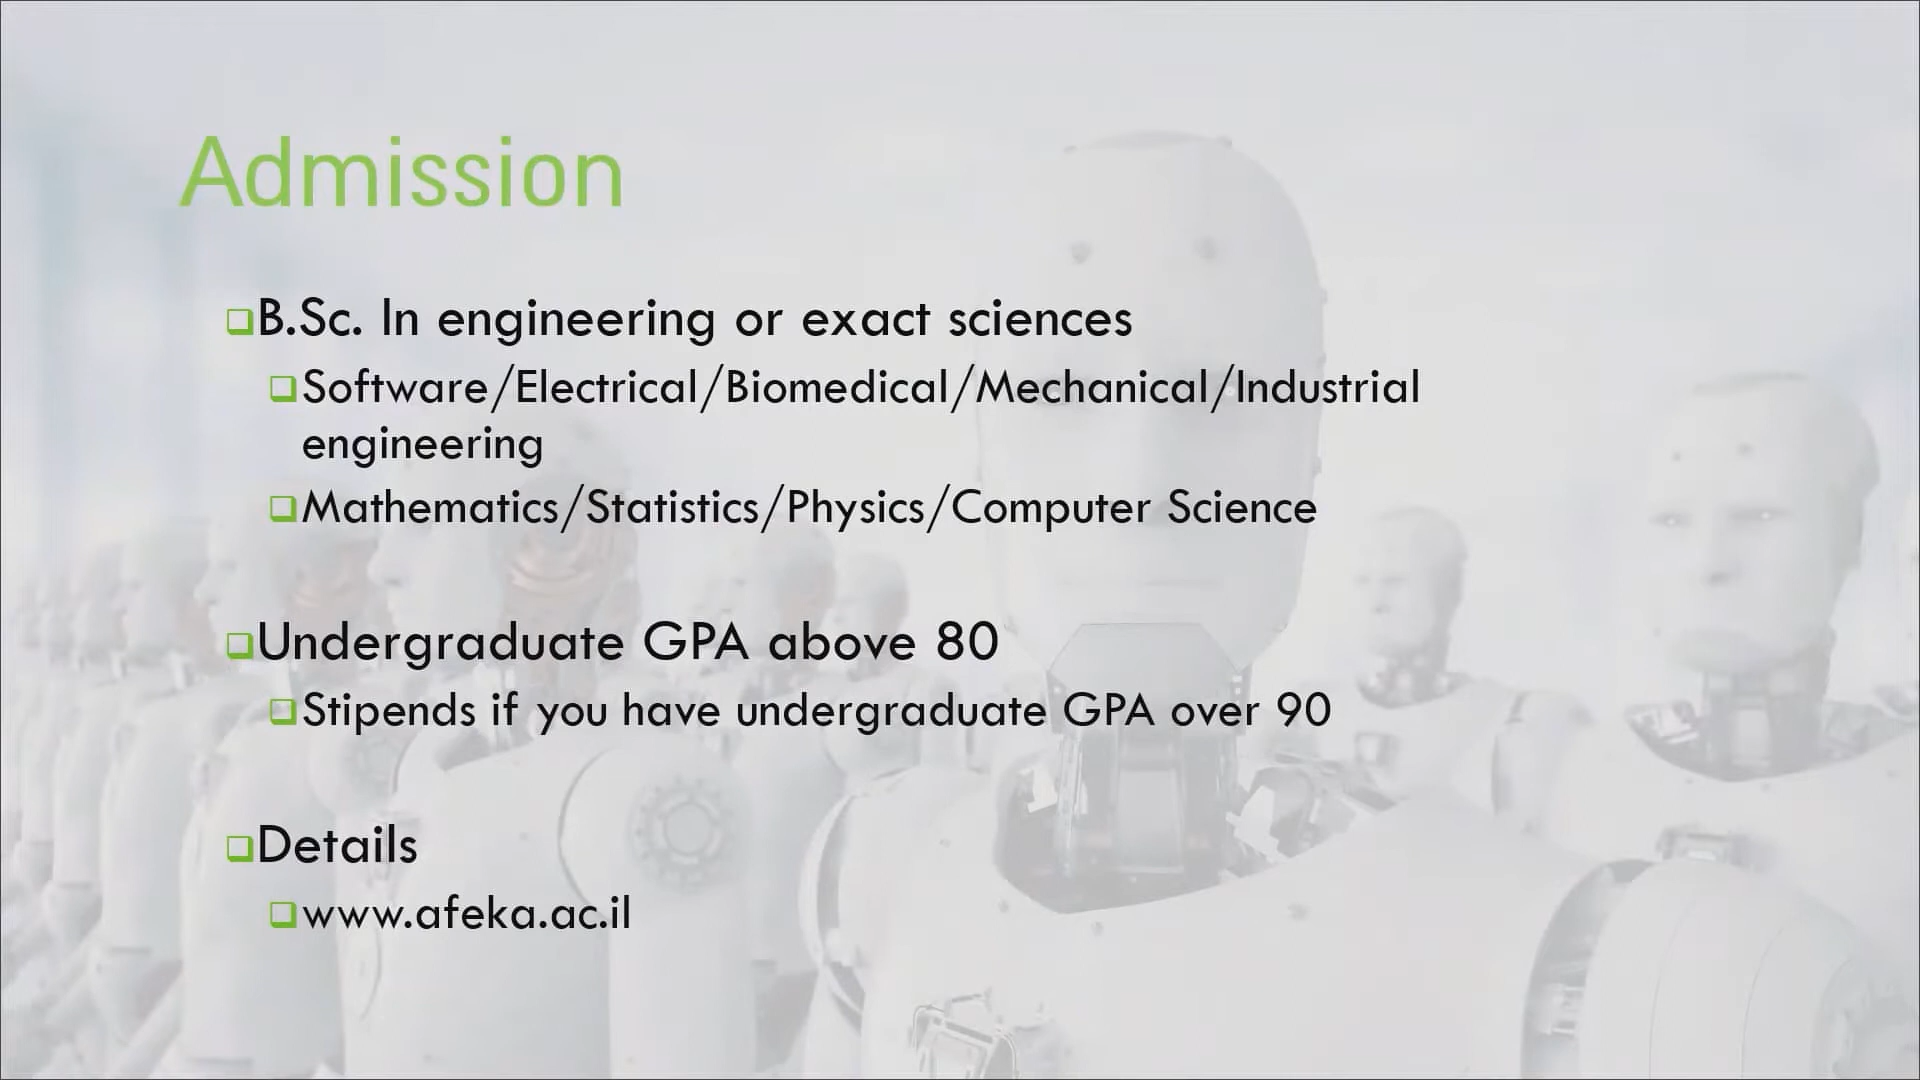 Admission
B.Sc. In engineering or exact sciences
Software/Electrical/Biomedical/Mechanical/Industrial
engineering
Mathematics/Statistics/Physics/Computer Science
Undergraduate GPA above 80
Stipends if you have undergraduate GPA over 90
Details
www.afeka.ac.il